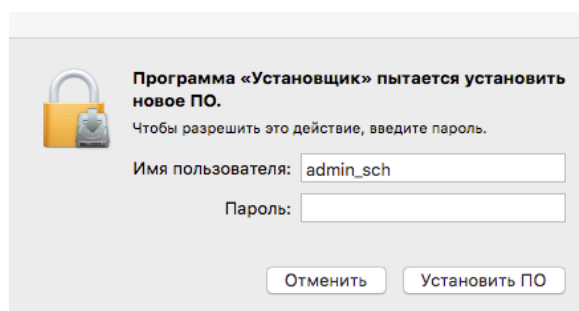 Программа «Установщик» пытается установить
новое ПО.
Чтобы разрешить это действие, введите пароль.
Имя пользователя: admin_sch
Пароль:
Отменить Установить ПО